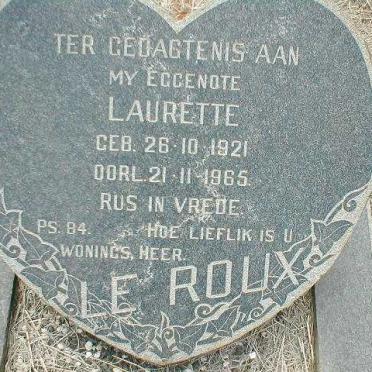 TER GEDAGTENIS AAN
MY EGGENOTE
LAURETTE
GEB. 26-10-1921
OORL. 21-11-1965
RUS IN VREDE.
PS. 84. HOE LIEFLIK IS U
WONINGS, HEER.
LE ROUX